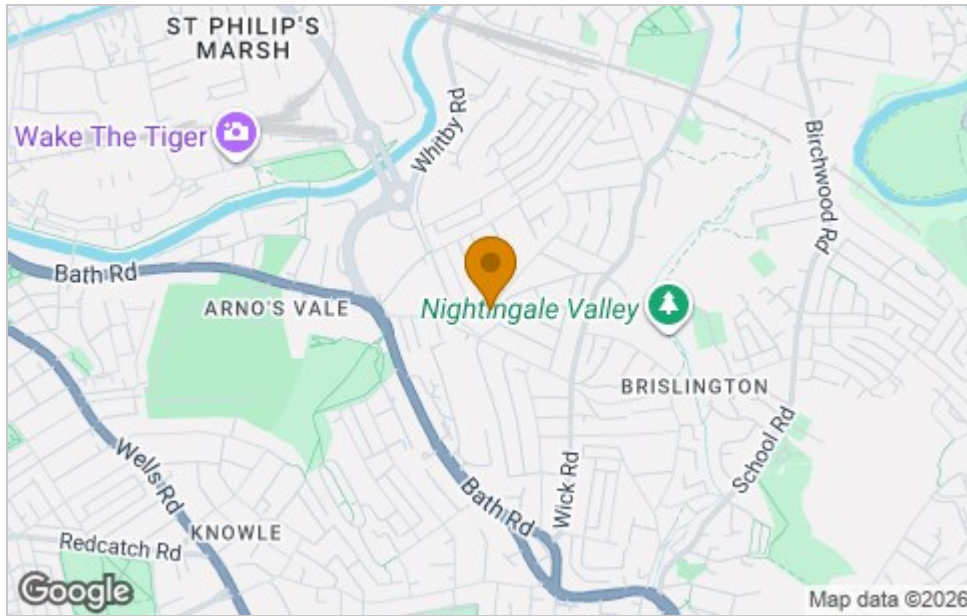 ST PHILIP'S
MARSH
Wake The Tiger
Whitby Rd
Birchwood Rd
Bath Rd
ARNO'S VALE
Nightingale Valley
BRISLINGTON
School Rd
Wells Rd
Wick Rd
Bath Rd
KNOWLE
Redcatch Rd
Google
Map data ©2026